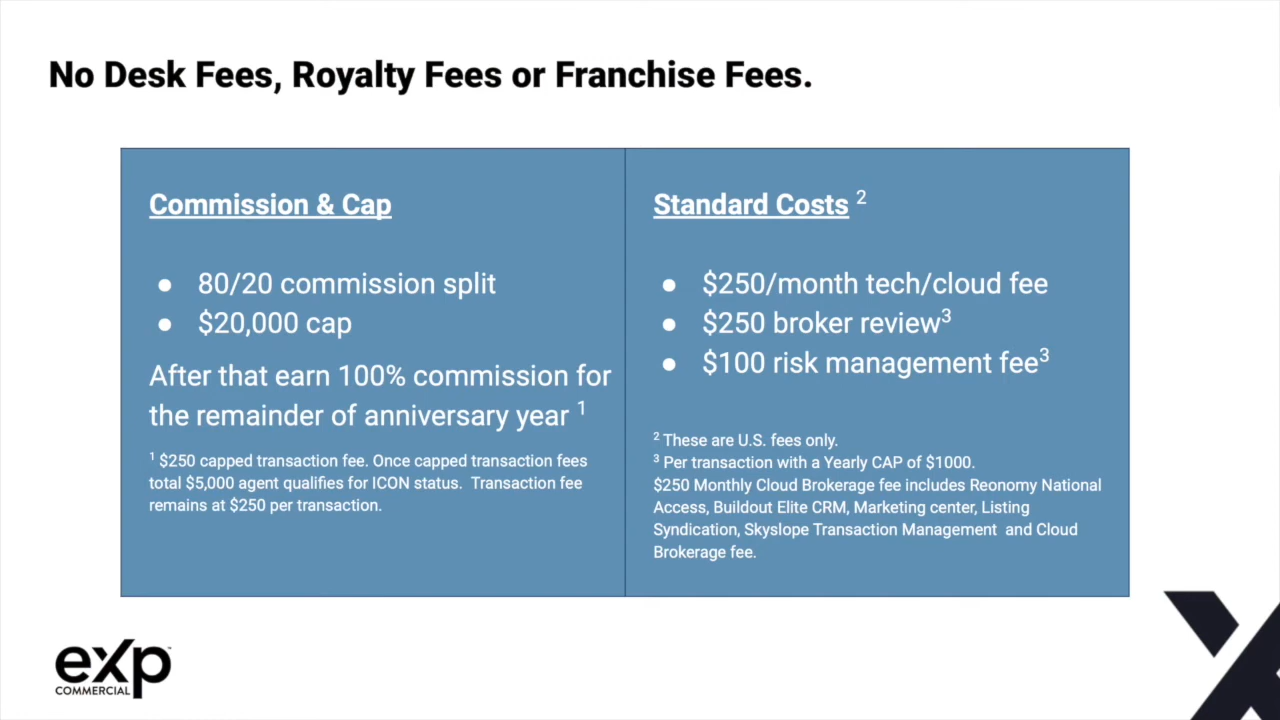 No Desk Fees, Royalty Fees or Franchise Fees.
Commission & Cap
● 80/20 commission split
● $20,000 cap
After that earn 100% commission for
the remainder of anniversary year ¹
¹ $250 capped transaction fee. Once capped transaction fees
total $5,000 agent qualifies for ICON status. Transaction fee
remains at $250 per transaction.
Standard Costs ²
● $250/month tech/cloud fee
● $250 broker review³
● $100 risk management fee³
² These are U.S. fees only.
³ Per transaction with a Yearly CAP of $1000.
$250 Monthly Cloud Brokerage fee includes Reonomy National
Access, Buildout Elite CRM, Marketing center, Listing
Syndication, Skyslope Transaction Management and Cloud
Brokerage fee.
eXp
COMMERCIAL